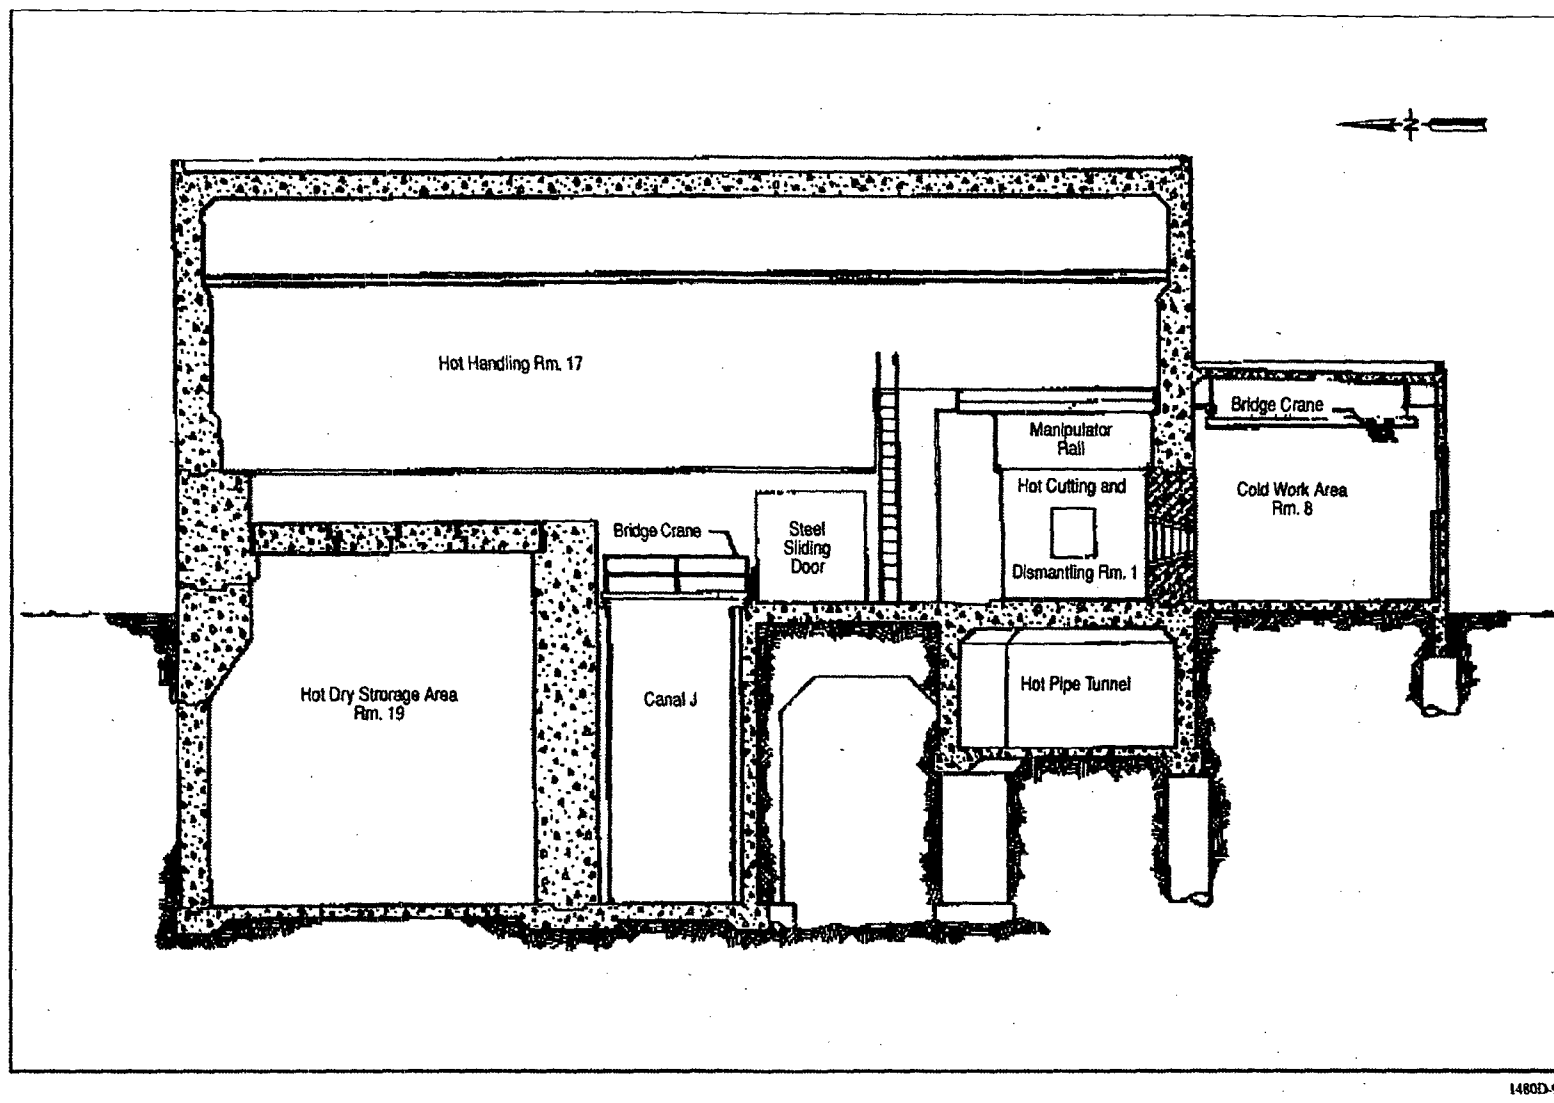 N
Hot Handling Rm. 17
Bridge Crane
Manipulator
Rail
Hot Cutting and
Cold Work Area
Rm. 8
Bridge Crane
Steel
Sliding
Door
Dismantling Rm. 1
Hot Dry Strorage Area
Rm. 19
Canal J
Hot Pipe Tunnel